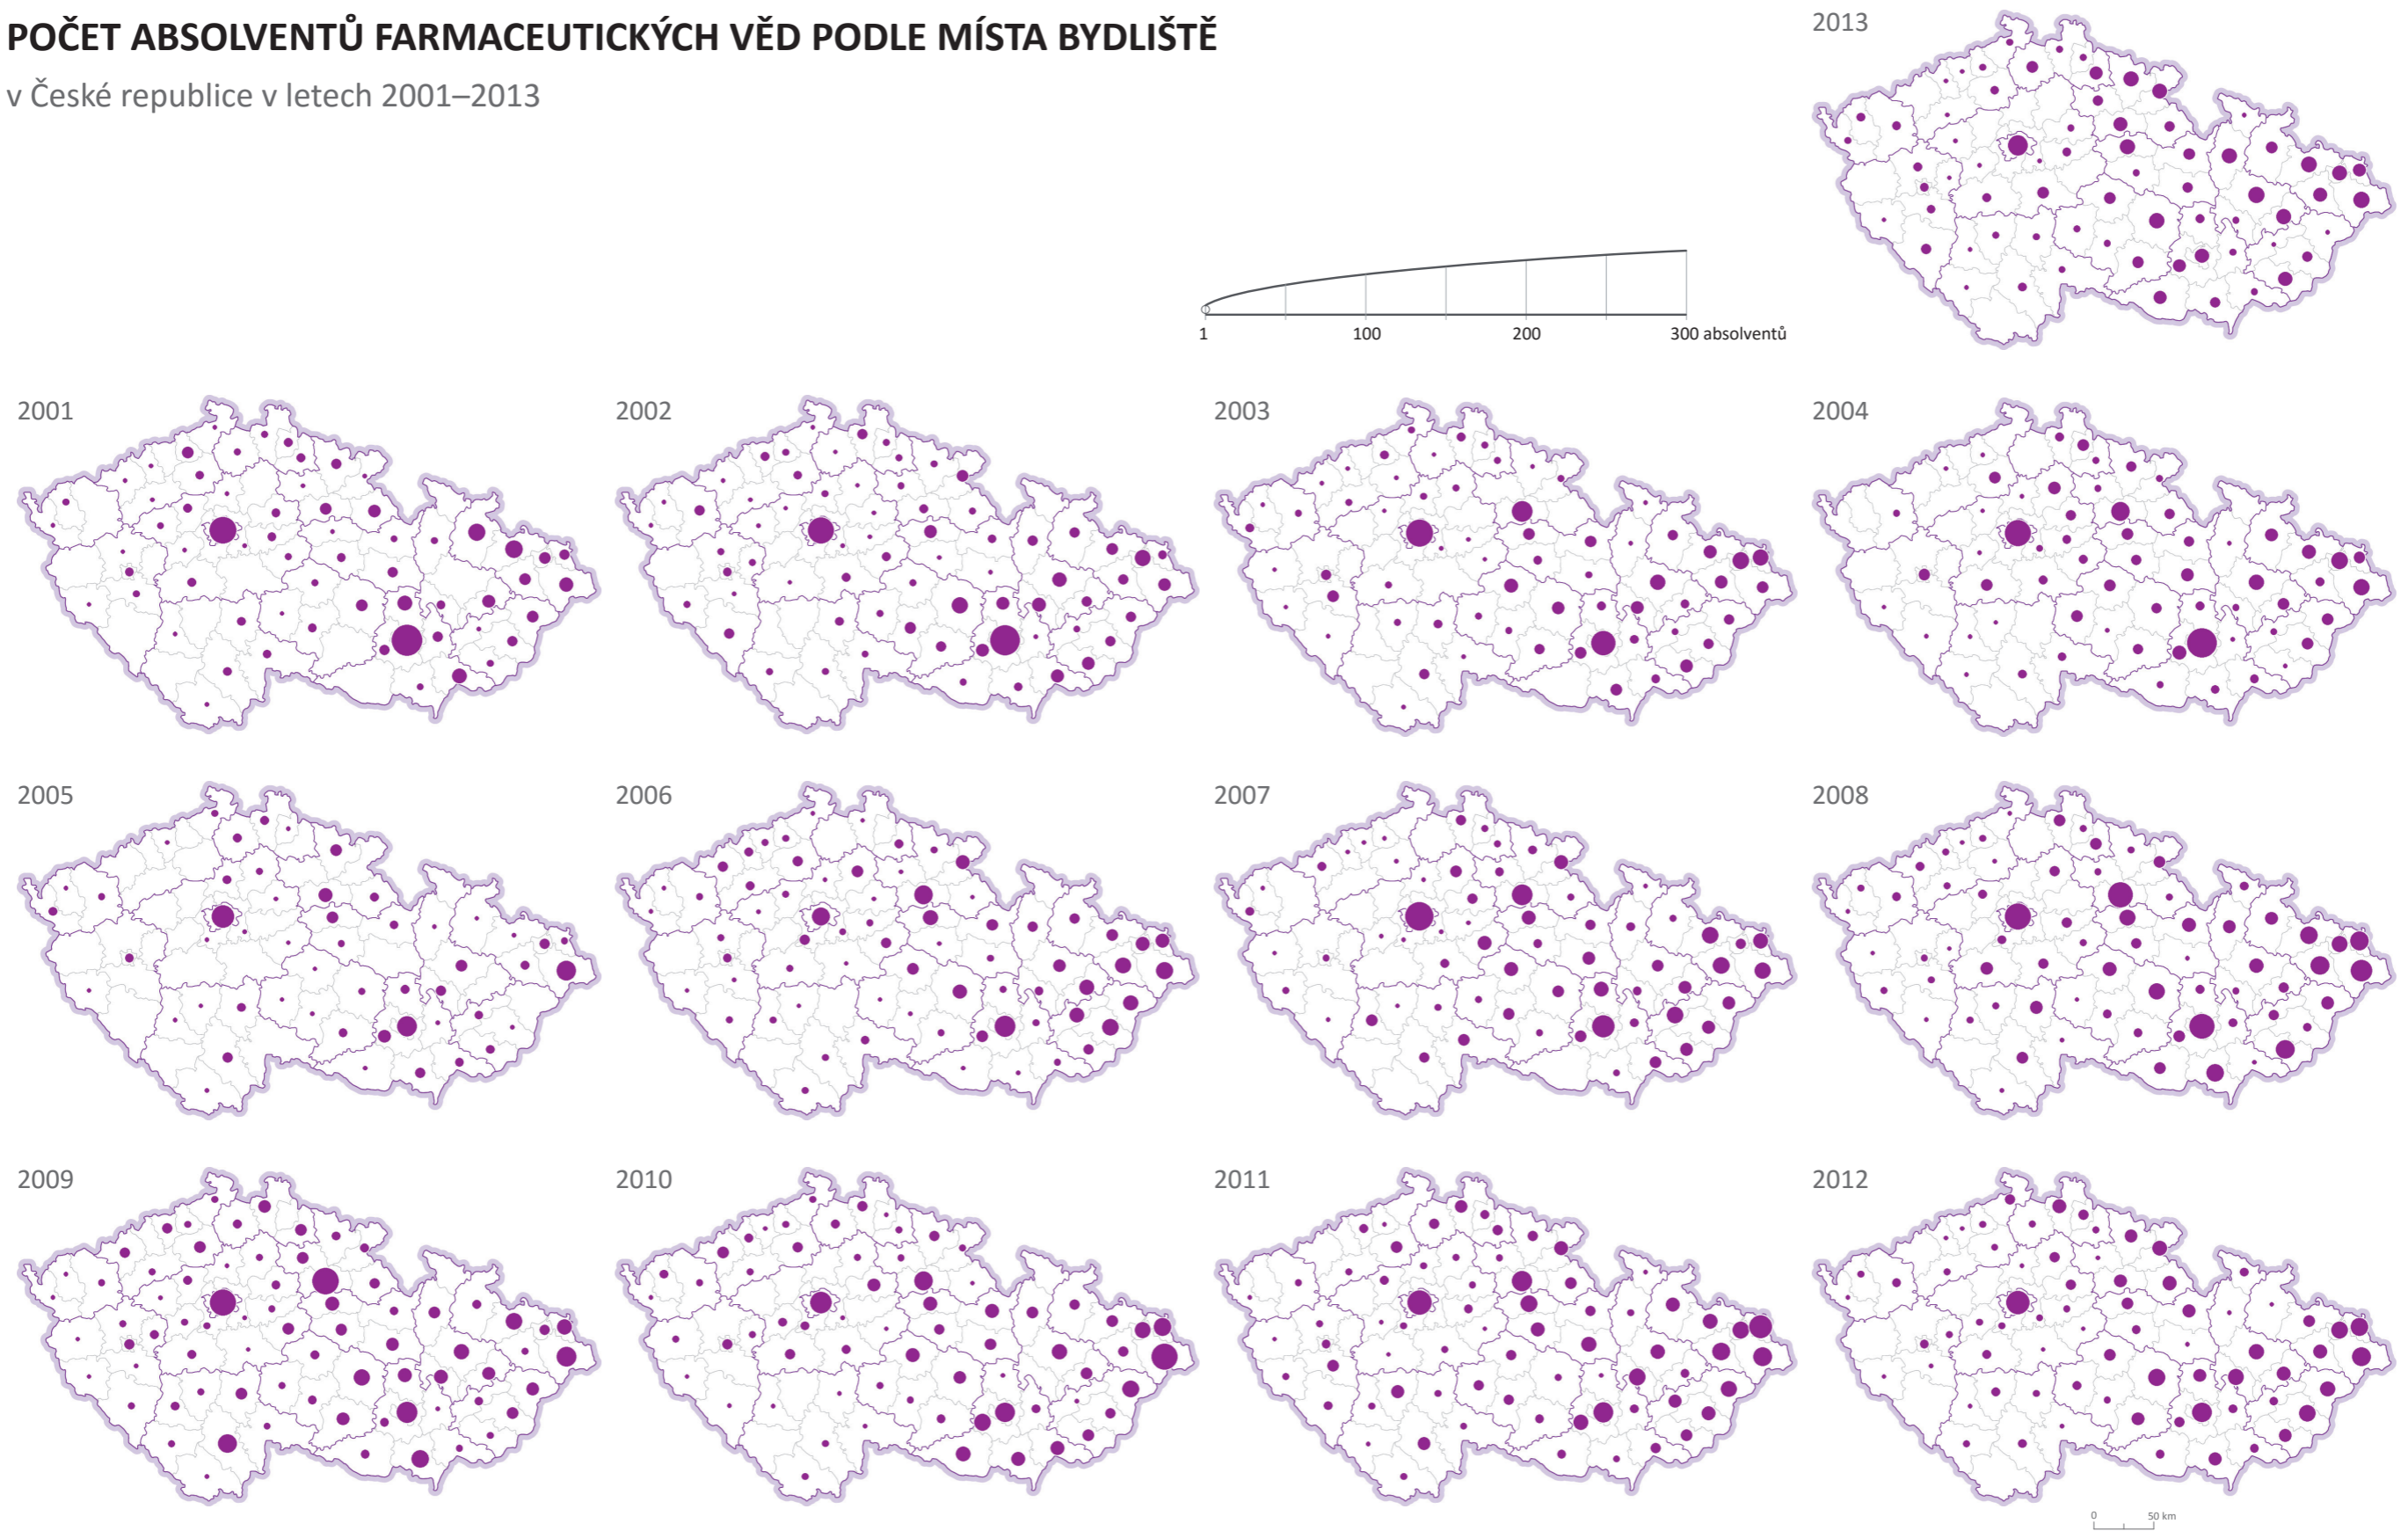 POČET ABSOLVENTŮ FARMACEUTICKÝCH VĚD PODLE MÍSTA BYDLIŠTĚ
v České republice v letech 2001–2013
2013
1 100 200 300 absolventů
2001 2002 2003 2004
2005 2006 2007 2008
2009 2010 2011 2012
0 50 km